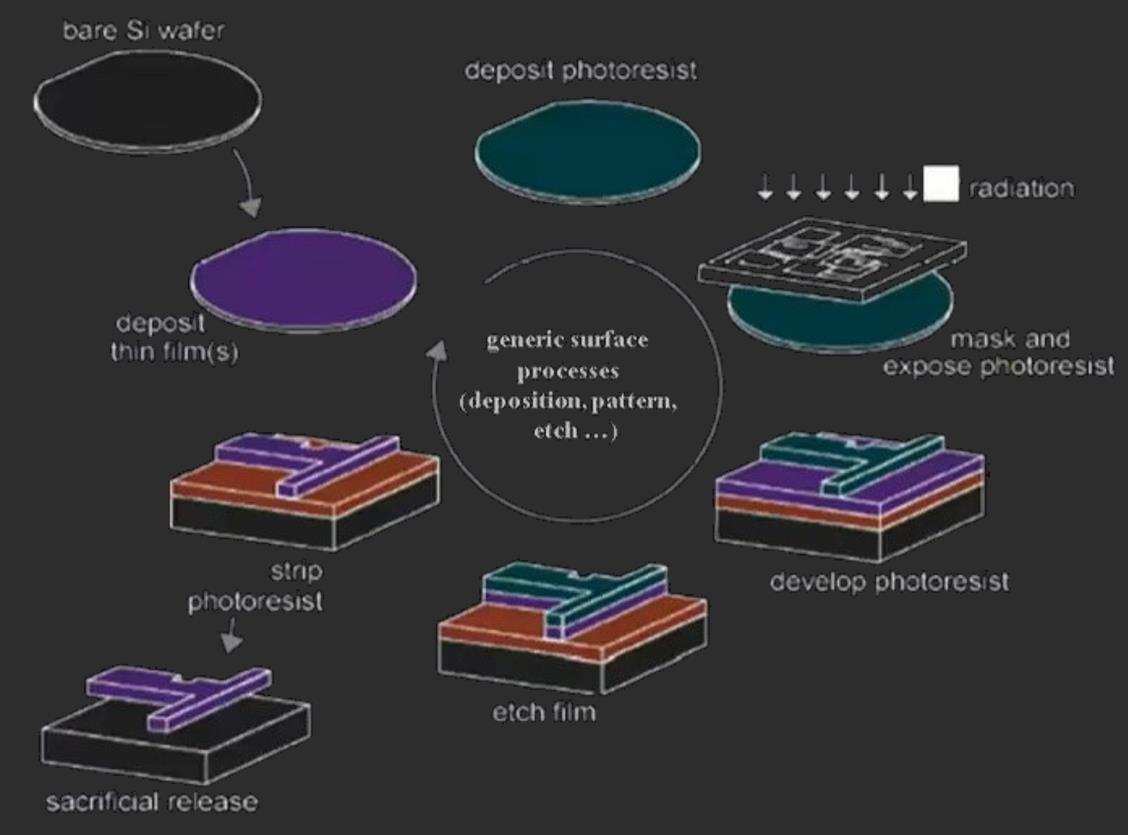 bare Si wafer
deposit photoresist
radiation
deposit
thin film(s)
generic surface
processes
(deposition, pattern,
etch ...)
mask and
expose photoresist
strip
photoresist
develop photoresist
etch film
sacrificial release